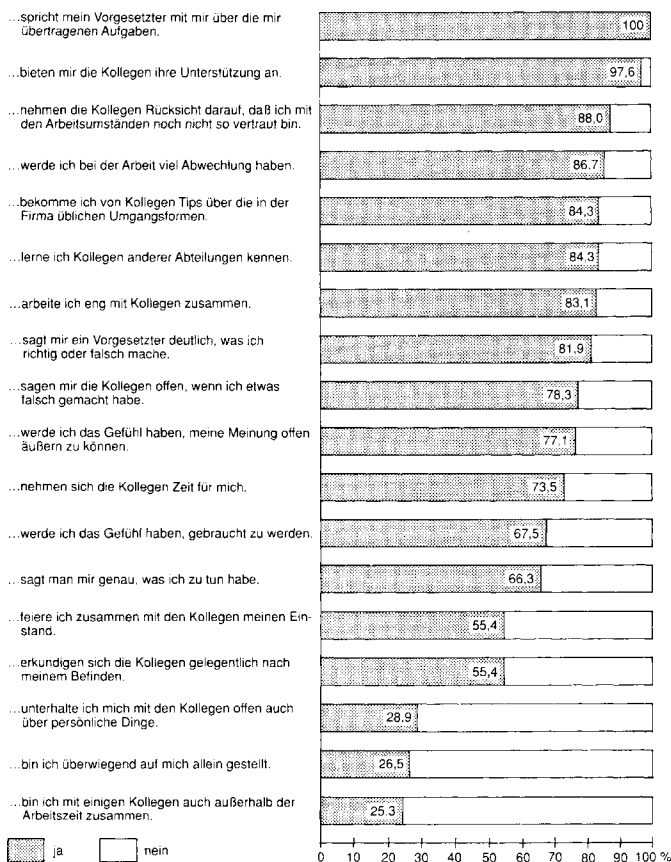 ...spricht mein Vorgesetzter mit mir über die mir
übertragenen Aufgaben.
100
...bieten mir die Kollegen ihre Unterstützung an.
97,6
...nehmen die Kollegen Rücksicht darauf, daß ich mit
den Arbeitsumständen noch nicht so vertraut bin.
88,0
...werde ich bei der Arbeit viel Abwechslung haben.
86,7
...bekomme ich von Kollegen Tips über die in der
Firma üblichen Umgangsformen.
84,3
...lerne ich Kollegen anderer Abteilungen kennen.
84,3
...arbeite ich eng mit Kollegen zusammen.
83,1
...sagt mir ein Vorgesetzter deutlich, was ich
richtig oder falsch mache.
81,9
...sagen mir die Kollegen offen, wenn ich etwas
falsch gemacht habe.
78,3
...werde ich das Gefühl haben, meine Meinung offen
äußern zu können.
77,1
...nehmen sich die Kollegen Zeit für mich.
73,5
...werde ich das Gefühl haben, gebraucht zu werden.
67,5
...sagt man mir genau, was ich zu tun habe.
66,3
...feiere ich zusammen mit den Kollegen meinen Ein-
stand.
55,4
...erkundigen sich die Kollegen gelegentlich nach
meinem Befinden.
55,4
...unterhalte ich mich mit den Kollegen offen auch
über persönliche Dinge.
28,9
...bin ich überwiegend auf mich allein gestellt.
26,5
...bin ich mit einigen Kollegen auch außerhalb der
Arbeitszeit zusammen.
25,3
ja nein
0 10 20 30 40 50 60 70 80 90 100 %